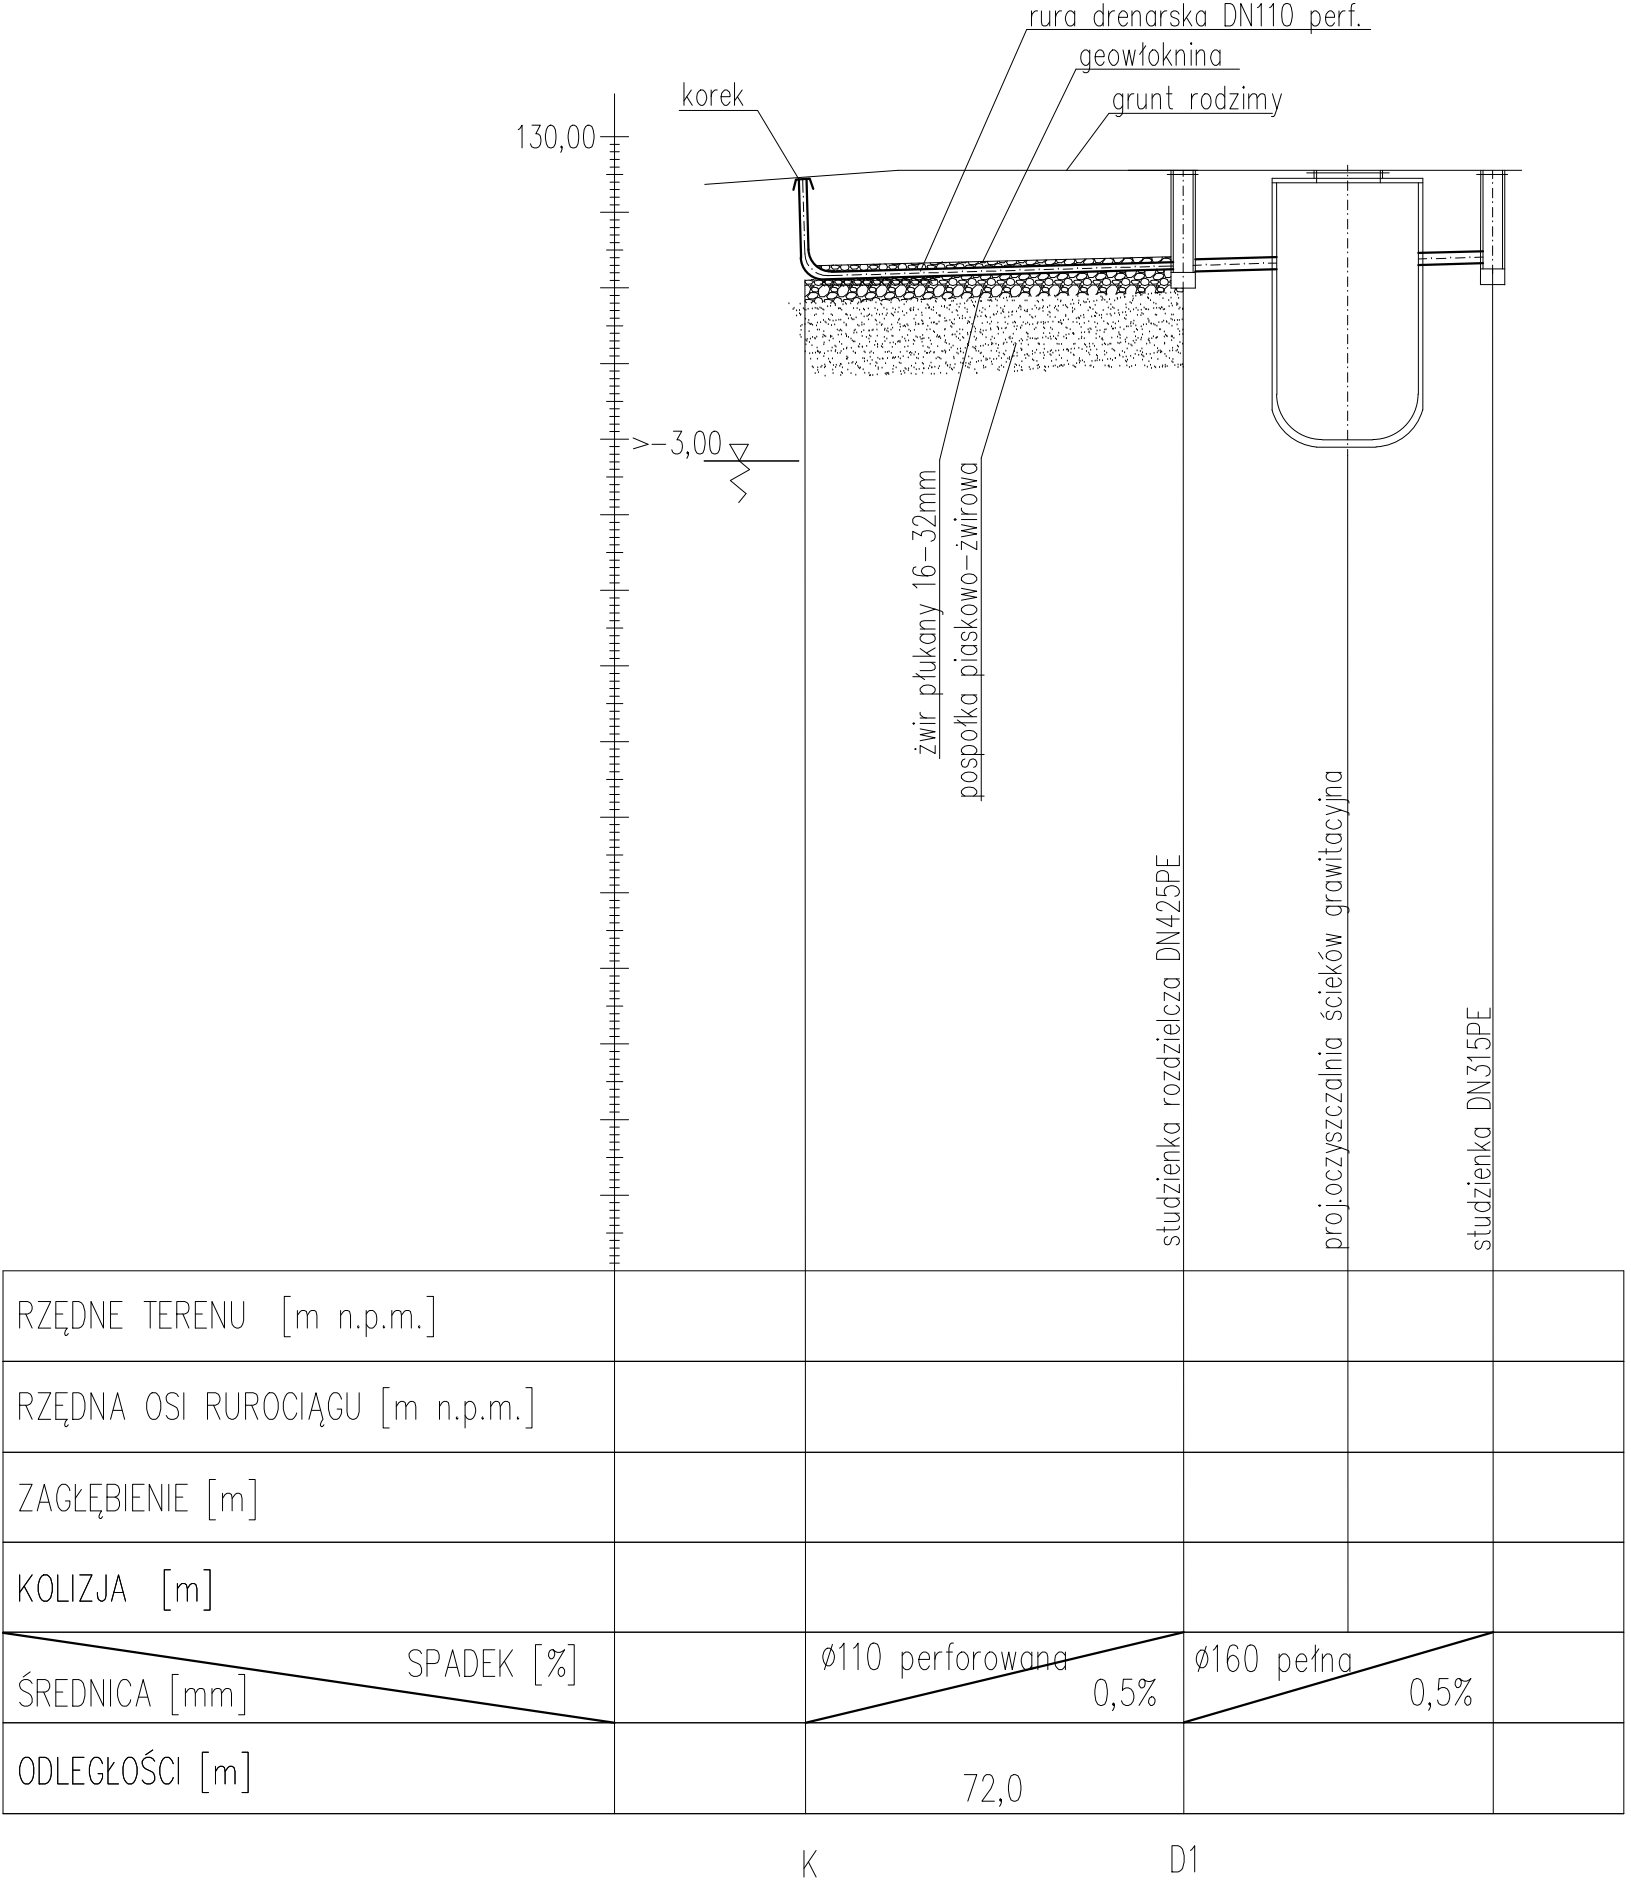 rura drenarska DN110 perf.
geowłoknina
grunt rodzimy
korek
130,00
>-3,00
żwir płukany 16-32mm
pospołka piaskowo-żwirowa
studzienka rozdzielcza DN425PE
proj.oczyszczalnia ścieków grawitacyjna
studzienka DN315PE
RZĘDNE TERENU [m n.p.m.]
RZĘDNA OSI RUROCIĄGU [m n.p.m.]
ZAGŁĘBIENIE [m]
KOLIZJA [m]
SPADEK [%]
ŚREDNICA [mm]
ø110 perforowana
0,5%
ø160 pełna
0,5%
ODLEGŁOŚCI [m]
72,0
K
D1